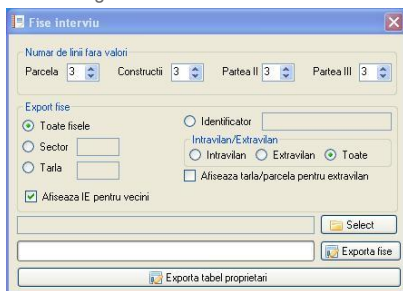 Fise interviu
Numar de linii fara valori
Parcela 3 Constructii 3 Partea II 3 Partea III 3
Export fise
Toate fisele
Identificator
Sector
Intravilan/Extravilan
Intravilan Extravilan Toate
Tarla
Afiseaza tarla/parcela pentru extravilan
Afiseaza IE pentru vecini
Select
Exporta fise
Exporta tabel proprietari